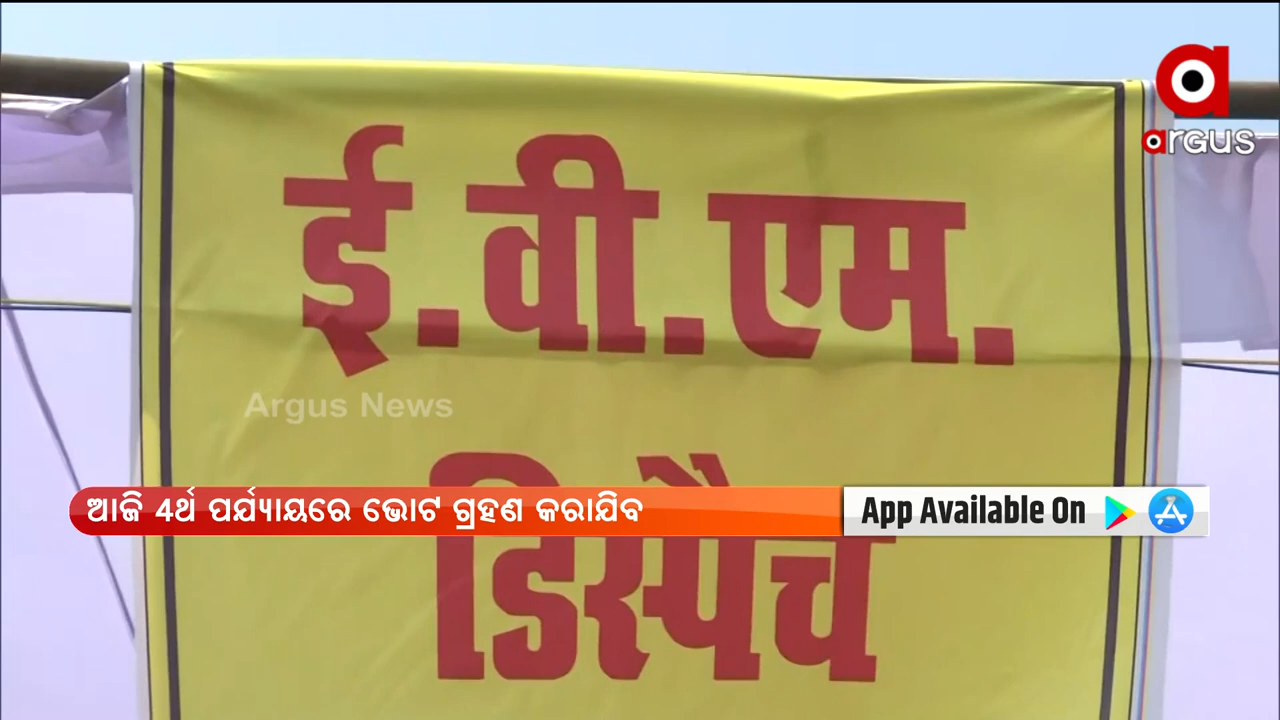 argus
ई.वी.एम.
Argus News
ଆଜି 4ର୍ଥ ପର୍ଯ୍ୟାୟରେ ଭୋଟ ଗ୍ରହଣ କରାଯିବ
App Available On
डिस्पैच